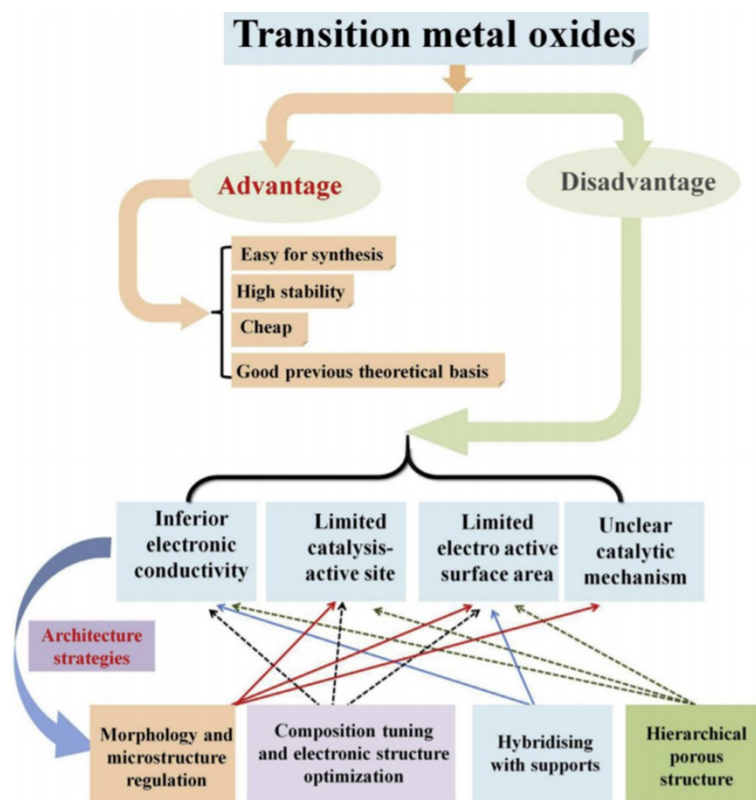 Transition metal oxides
Advantage
Disadvantage
Easy for synthesis
High stability
Cheap
Good previous theoretical basis
Inferior
electronic
conductivity
Limited
catalysis-
active site
Limited
electro active
surface area
Unclear
catalytic
mechanism
Architecture
strategies
Morphology and
microstructure
regulation
Composition tuning
and electronic structure
optimization
Hybridising
with supports
Hierarchical
porous
structure